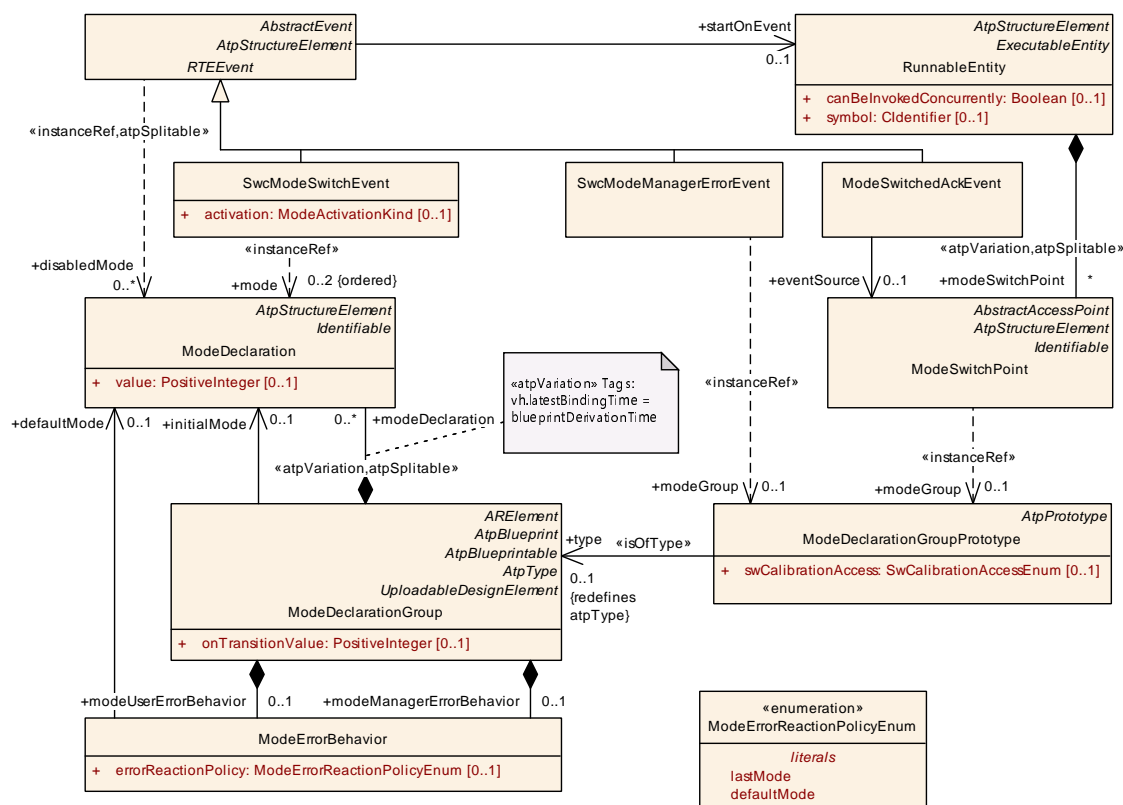 AbstractEvent
AtpStructureElement
RTEEvent
+startOnEvent
0..1
AtpStructureElement
ExecutableEntity
RunnableEntity
+ canBeInvokedConcurrently: Boolean [0..1]
+ symbol: CIdentifier [0..1]
«instanceRef,atpSplitable»
SwcModeSwitchEvent
+ activation: ModeActivationKind [0..1]
SwcModeManagerErrorEvent
ModeSwitchedAckEvent
«instanceRef»
«atpVariation,atpSplitable»
+disabledMode
0..*
+mode
0..2 {ordered}
+eventSource
0..1
+modeSwitchPoint
*
AtpStructureElement
Identifiable
ModeDeclaration
+ value: PositiveInteger [0..1]
AbstractAccessPoint
AtpStructureElement
Identifiable
ModeSwitchPoint
«atpVariation» Tags:
vh.latestBindingTime =
blueprintDerivationTime
«instanceRef»
+defaultMode
0..1
+initialMode
0..1
0..*
+modeDeclaration
«atpVariation,atpSplitable»
«instanceRef»
+modeGroup
0..1
+modeGroup
0..1
ARElement
AtpBlueprint
AtpBlueprintable
AtpType
UploadableDesignElement
ModeDeclarationGroup
+ onTransitionValue: PositiveInteger [0..1]
+type
«isOfType»
0..1
{redefines
atpType}
AtpPrototype
ModeDeclarationGroupPrototype
+ swCalibrationAccess: SwCalibrationAccessEnum [0..1]
+modeUserErrorBehavior
0..1
+modeManagerErrorBehavior
0..1
ModeErrorBehavior
+ errorReactionPolicy: ModeErrorReactionPolicyEnum [0..1]
«enumeration»
ModeErrorReactionPolicyEnum
literals
lastMode
defaultMode